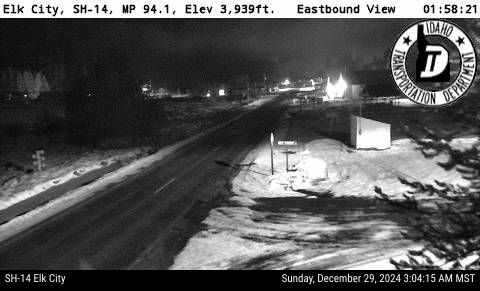 Elk City, SH-14, MP 94.1, Elev 3,939ft. Eastbound View 01:58:21
IDAHO
TRANSPORTATION DEPARTMENT
SH-14 Elk City Sunday, December 29, 2024 3:04:15 AM MST